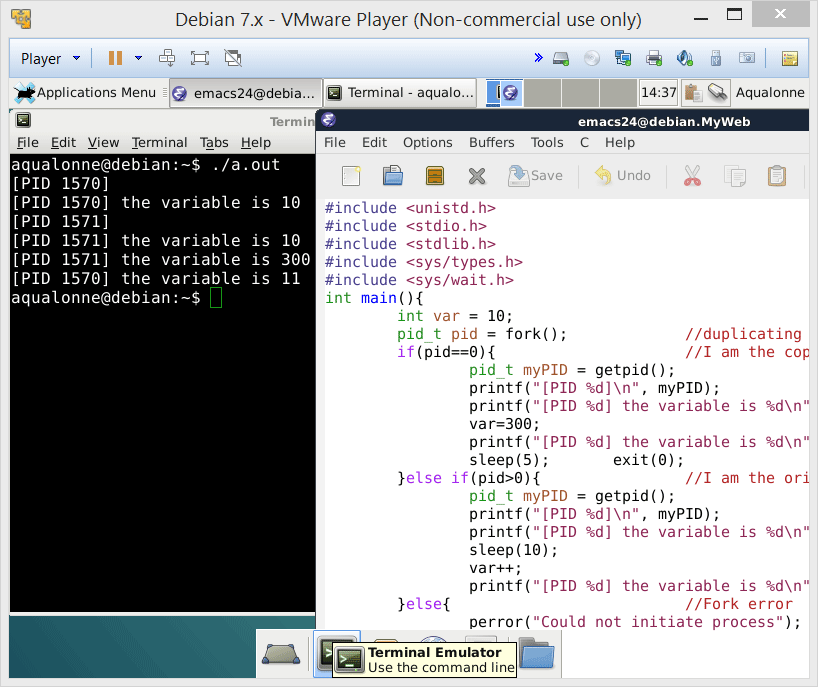 Debian 7.x - VMware Player (Non-commercial use only)
Player
Applications Menu
emacs24@debia...
Terminal - aqualo...
14:37
Aqualonne
Termin
File Edit View Terminal Tabs Help
aqualonne@debian:~$ ./a.out
[PID 1570]
[PID 1570] the variable is 10
[PID 1571]
[PID 1571] the variable is 10
[PID 1571] the variable is 300
[PID 1570] the variable is 11
aqualonne@debian:~$
emacs24@debian.MyWeb
File Edit Options Buffers Tools C Help
Save Undo
#include <unistd.h>
#include <stdio.h>
#include <stdlib.h>
#include <sys/types.h>
#include <sys/wait.h>
int main(){
int var = 10;
pid_t pid = fork(); //duplicating
if(pid==0){ //I am the cop
pid_t myPID = getpid();
printf("[PID %d]\n", myPID);
printf("[PID %d] the variable is %d\n"
var=300;
printf("[PID %d] the variable is %d\n"
sleep(5); exit(0);
}else if(pid>0){ //I am the ori
pid_t myPID = getpid();
printf("[PID %d]\n", myPID);
printf("[PID %d] the variable is %d\n"
sleep(10);
var++;
printf("[PID %d] the variable is %d\n"
}else{ //Fork error
perror("Could not initiate process");
Terminal Emulator
Use the command line